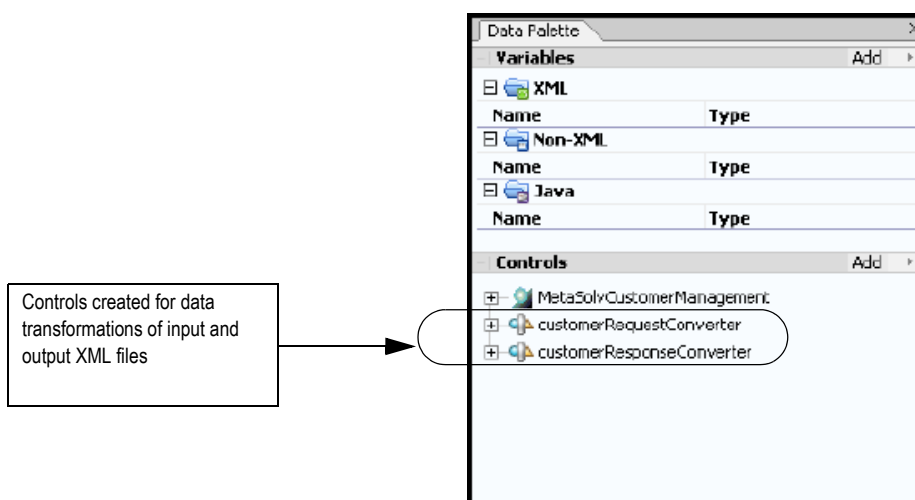 Data Palette
Variables Add
XML
Name Type
Non-XML
Name Type
Java
Name Type
Controls Add
MetaSolvCustomerManagement
customerRequestConverter
customerResponseConverter
Controls created for data
transformations of input and
output XML files